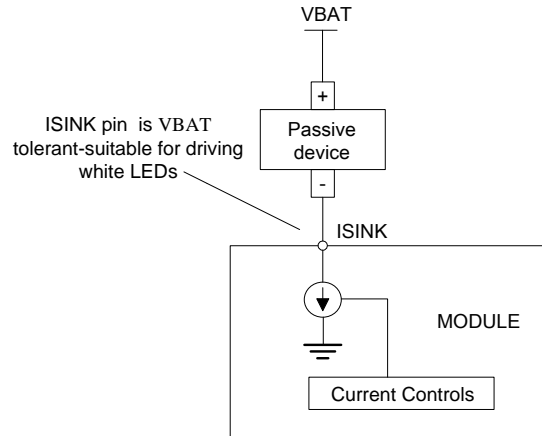 VBAT
+
Passive
device
-
ISINK pin is VBAT
tolerant-suitable for driving
white LEDs
ISINK
MODULE
Current Controls